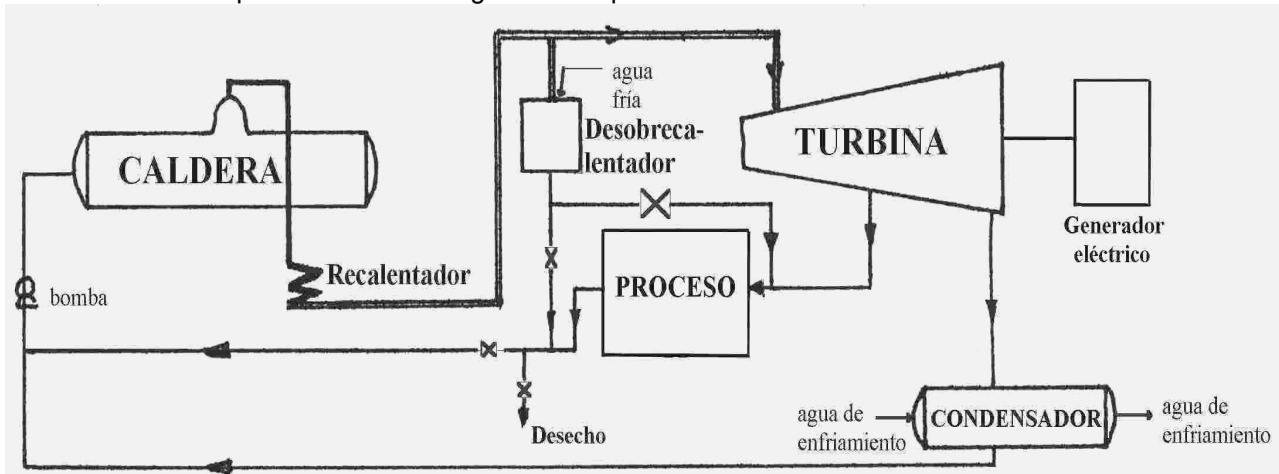 agua
fría
Desobreca-
lentador
CALDERA
TURBINA
Generador
eléctrico
Recalentador
PROCESO
bomba
Desecho
agua de
enfriamiento
CONDENSADOR
agua de
enfriamiento